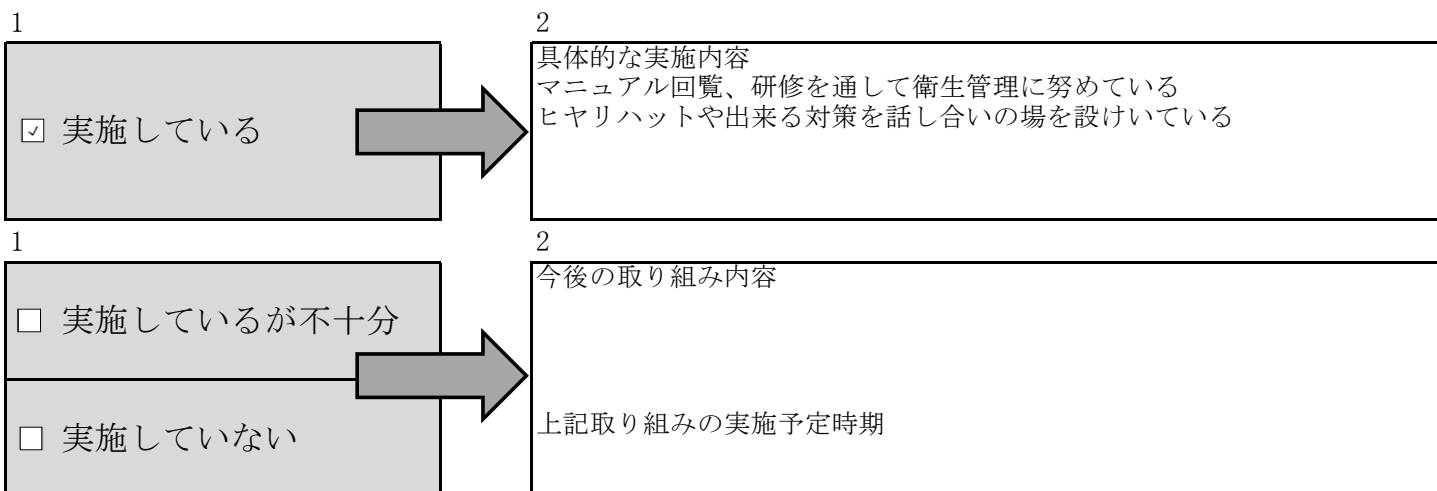 1
2
☑ 実施している
具体的な実施内容
マニュアル回覧、研修を通して衛生管理に努めている
ヒヤリハットや出来る対策を話し合いの場を設けいている
1
2
☐ 実施しているが不十分
☐ 実施していない
今後の取り組み内容
上記取り組みの実施予定時期